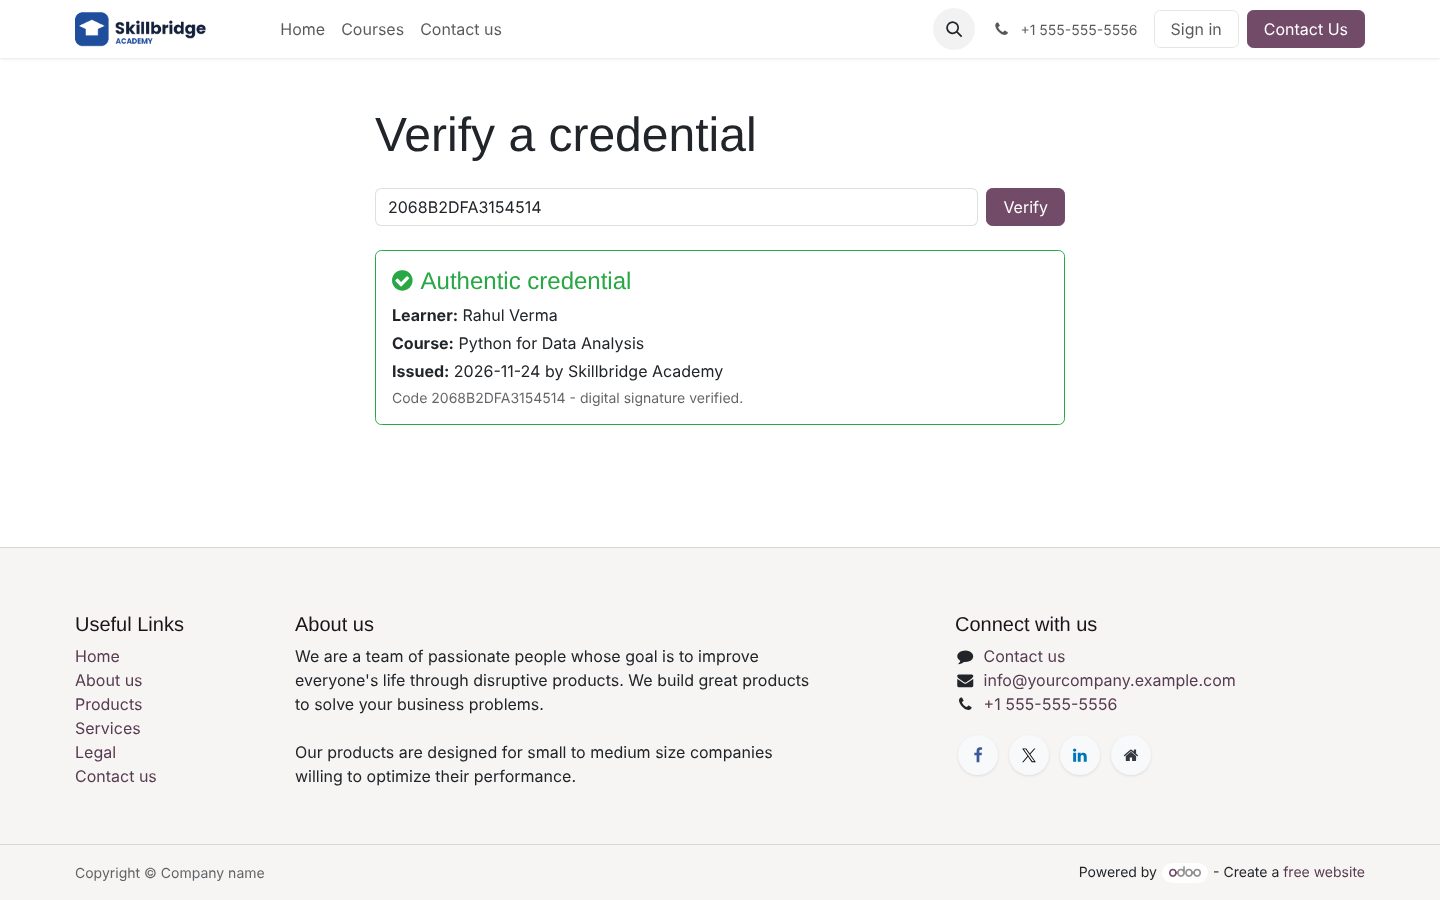 Skillbridge
ACADEMY
Home
Courses
Contact us
+1 555-555-5556
Sign in
Contact Us
Verify a credential
2068B2DFA3154514
Verify
Authentic credential
Learner: Rahul Verma
Course: Python for Data Analysis
Issued: 2026-11-24 by Skillbridge Academy
Code 2068B2DFA3154514 - digital signature verified.
Useful Links
Home
About us
Products
Services
Legal
Contact us
About us
We are a team of passionate people whose goal is to improve
everyone's life through disruptive products. We build great products
to solve your business problems.
Our products are designed for small to medium size companies
willing to optimize their performance.
Connect with us
Contact us
info@yourcompany.example.com
+1 555-555-5556
Copyright © Company name
Powered by odoo - Create a free website